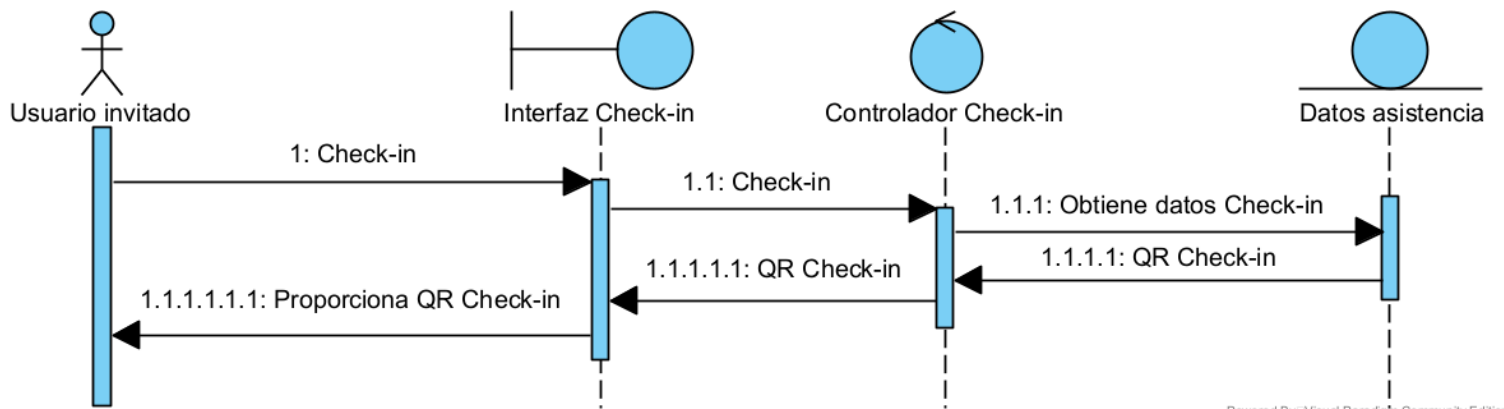 Usuario invitado
Interfaz Check-in
Controlador Check-in
Datos asistencia
1: Check-in
1.1: Check-in
1.1.1: Obtiene datos Check-in
1.1.1.1: QR Check-in
1.1.1.1.1: QR Check-in
1.1.1.1.1.1: Proporciona QR Check-in